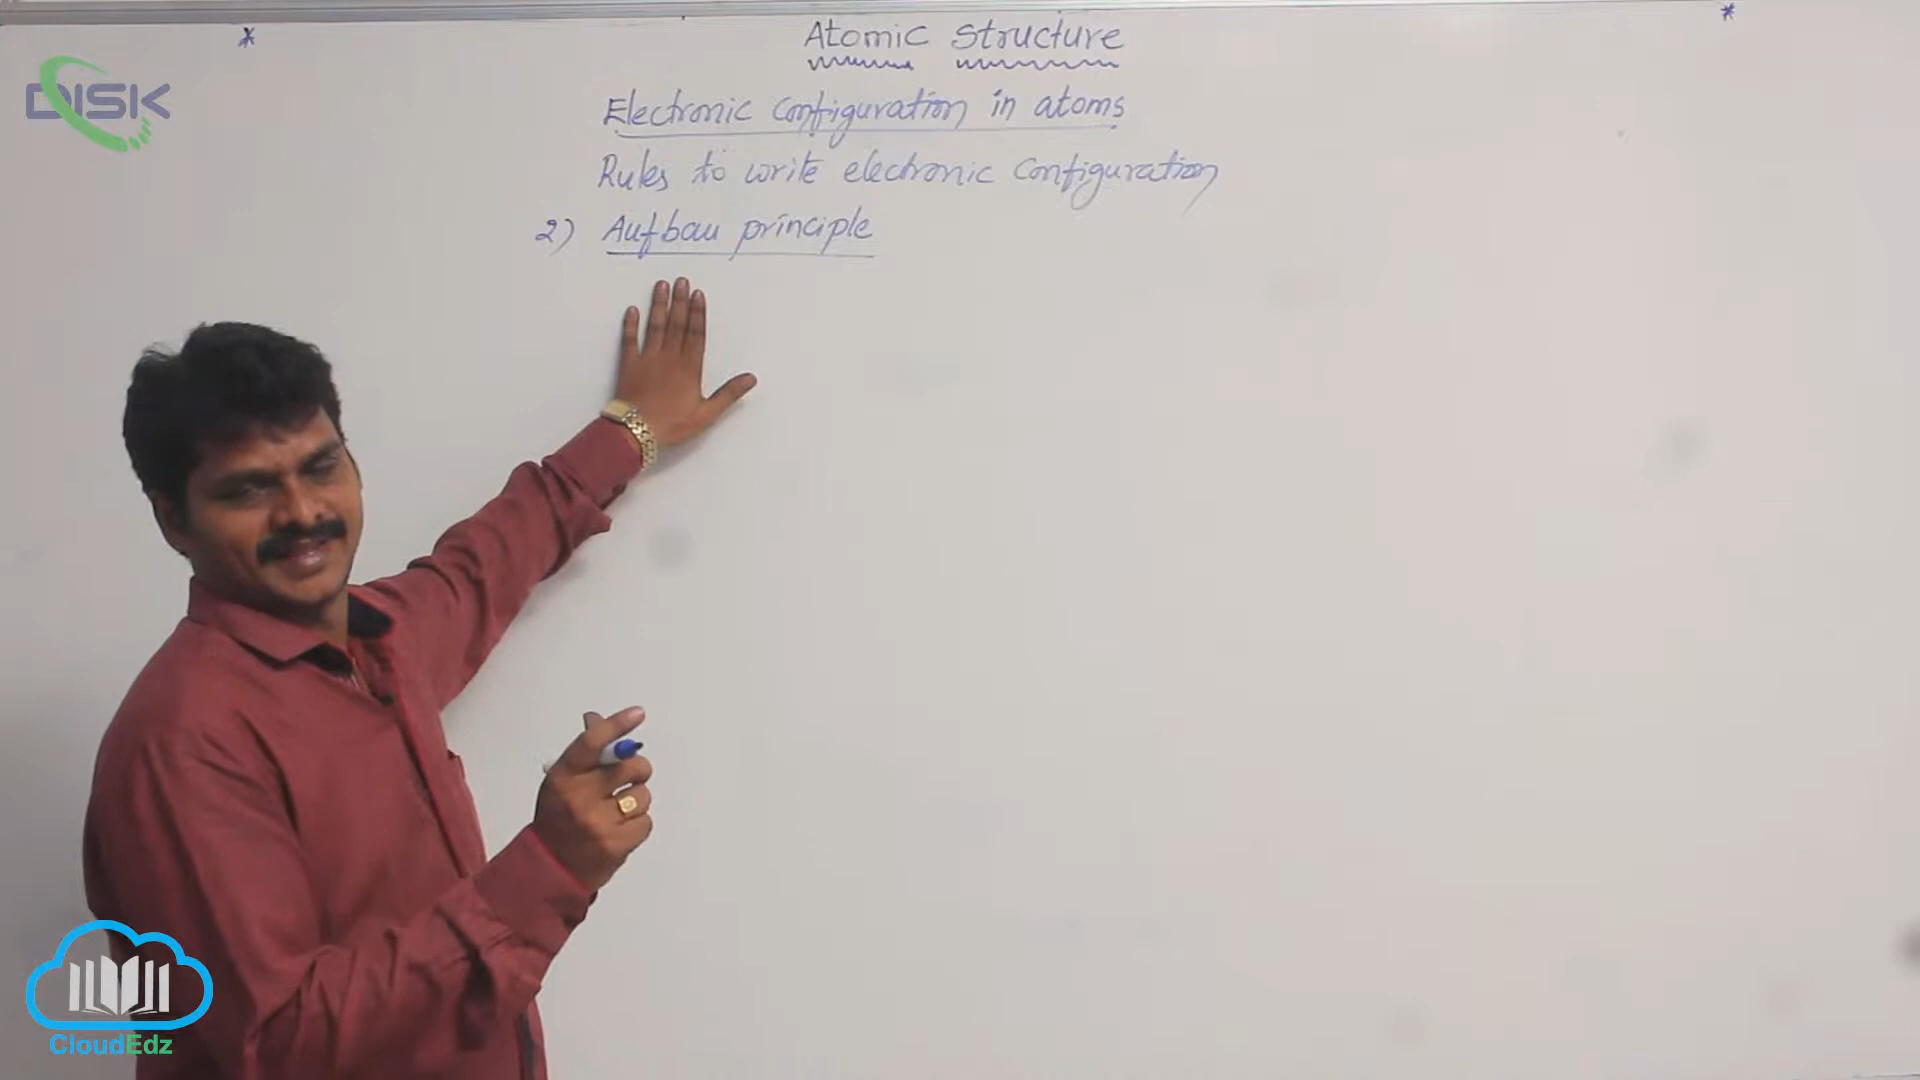 Atomic Structure
DISK
Electronic configuration in atoms
Rules to write electronic configuration
2) Aufbau principle
CloudEdz